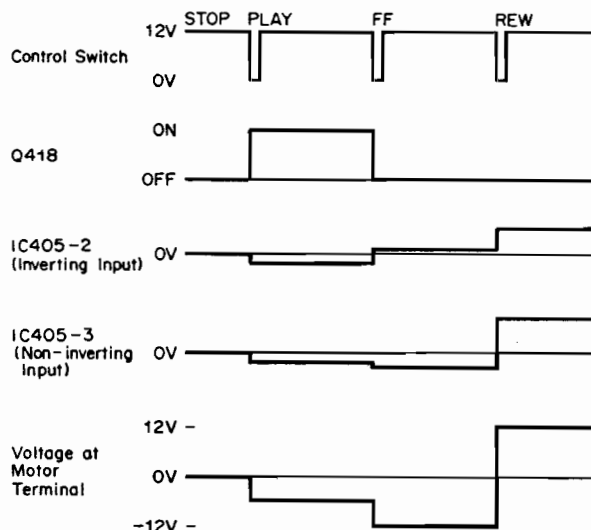 STOP PLAY FF REW
12V
Control Switch
0V
ON
Q418
OFF
IC405-2
(Inverting Input)
0V
IC405-3
(Non-inverting
Input)
0V
12V
Voltage at
Motor
Terminal
0V
-12V